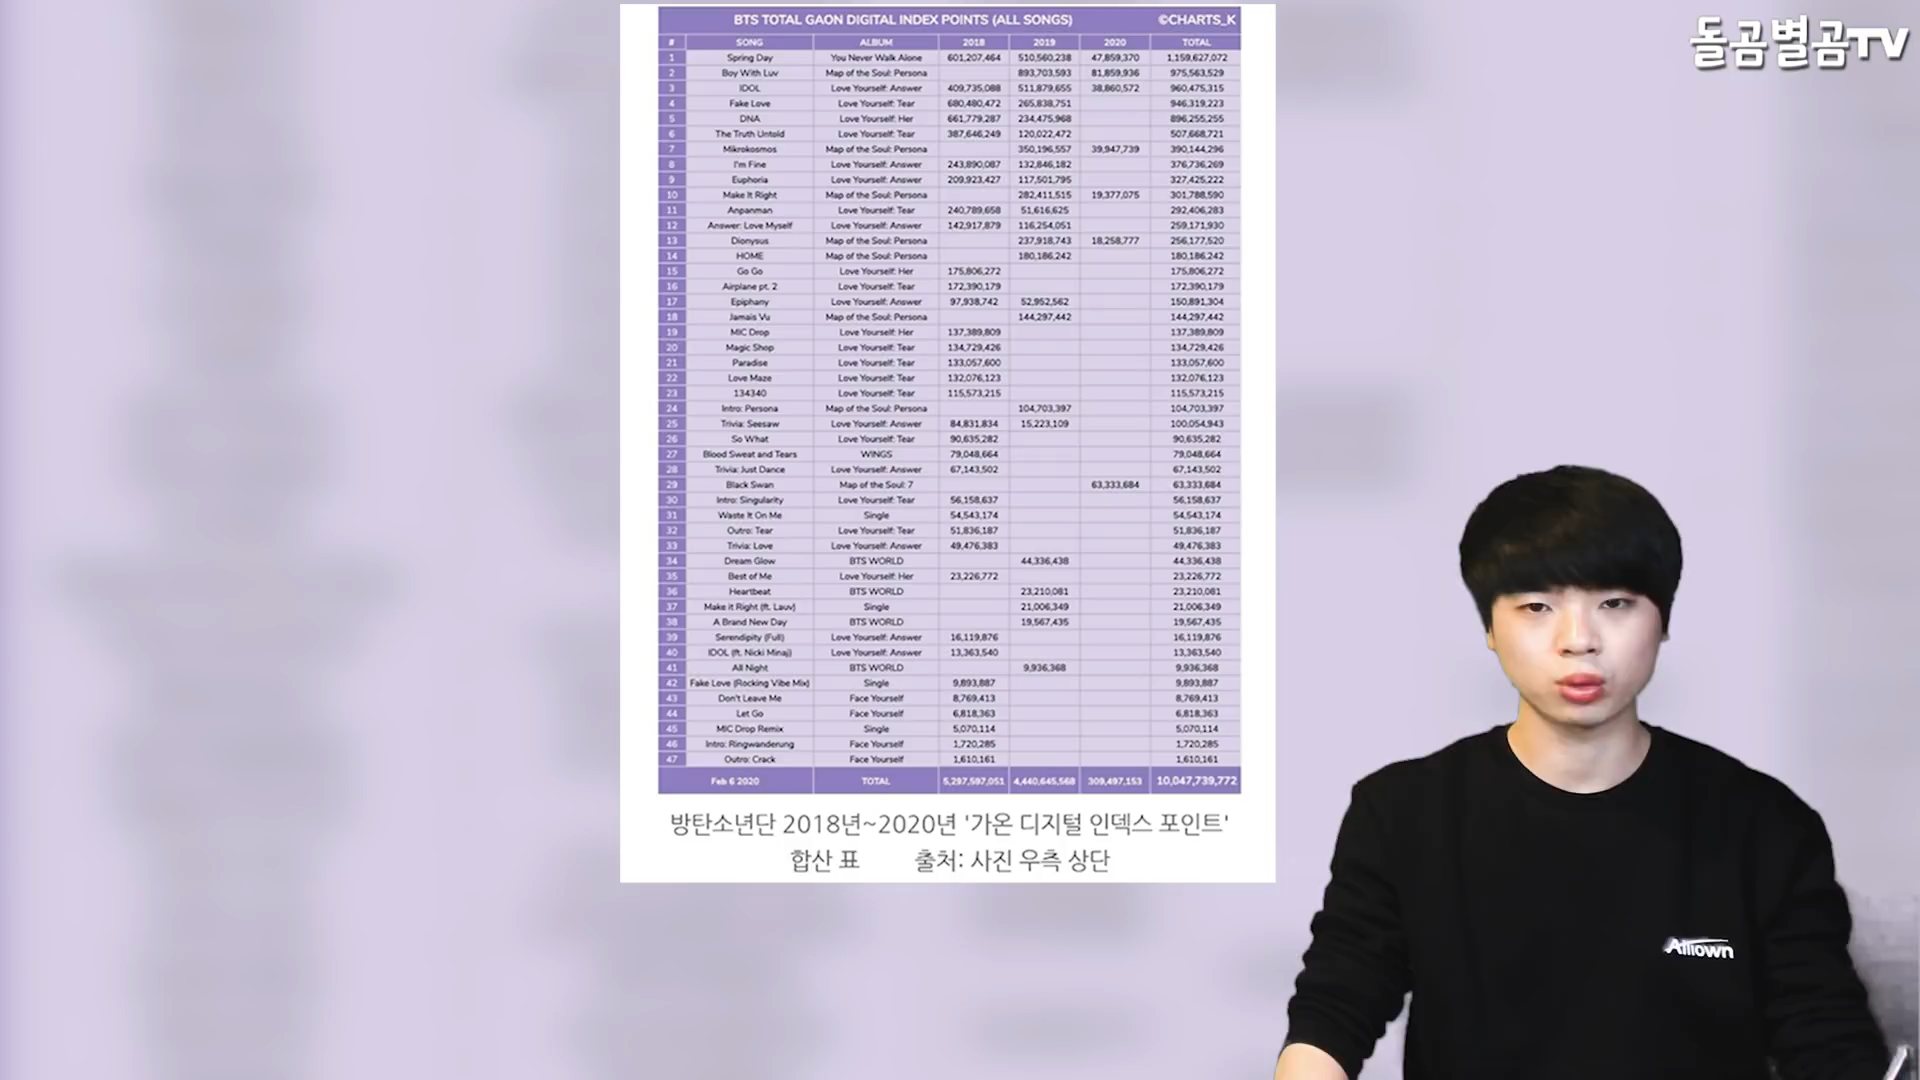 BTS TOTAL GAON DIGITAL INDEX POINTS (ALL SONGS) ©CHARTS_K
돌곰별곰TV
# SONG ALBUM 2018 2019 2020 TOTAL
1 Spring Day You Never Walk Alone 601,207,464 510,560,238 47,859,370 1,159,627,072
2 Boy With Luv Map of the Soul: Persona 893,703,593 81,859,936 975,563,529
3 IDOL Love Yourself: Answer 409,735,088 511,879,655 38,860,572 960,475,315
4 Fake Love Love Yourself: Tear 680,480,472 265,838,751 946,319,223
5 DNA Love Yourself: Her 661,779,287 234,475,968 896,255,255
6 The Truth Untold Love Yourself: Tear 387,646,249 120,022,472 507,668,721
7 Mikrokosmos Map of the Soul: Persona 350,196,557 39,947,739 390,144,296
8 I'm Fine Love Yourself: Answer 243,890,087 132,846,182 376,736,269
9 Euphoria Love Yourself: Answer 209,923,427 117,501,795 327,425,222
10 Make It Right Map of the Soul: Persona 282,411,515 19,377,075 301,788,590
11 Anpanman Love Yourself: Tear 240,789,658 51,616,625 292,406,283
12 Answer: Love Myself Love Yourself: Answer 142,917,879 116,254,051 259,171,930
13 Dionysus Map of the Soul: Persona 237,918,743 18,258,777 256,177,520
14 HOME Map of the Soul: Persona 180,186,242 180,186,242
15 Go Go Love Yourself: Her 175,806,272 175,806,272
16 Airplane pt. 2 Love Yourself: Tear 172,390,179 172,390,179
17 Epiphany Love Yourself: Answer 97,938,742 52,952,562 150,891,304
18 Jamais Vu Map of the Soul: Persona 144,297,442 144,297,442
19 MIC Drop Love Yourself: Her 137,389,809 137,389,809
20 Magic Shop Love Yourself: Tear 134,729,426 134,729,426
21 Paradise Love Yourself: Tear 133,057,600 133,057,600
22 Love Maze Love Yourself: Tear 132,076,123 132,076,123
23 134340 Love Yourself: Tear 115,573,215 115,573,215
24 Intro: Persona Map of the Soul: Persona 104,703,397 104,703,397
25 Trivia: Seesaw Love Yourself: Answer 84,831,834 15,223,109 100,054,943
26 So What Love Yourself: Tear 90,635,282 90,635,282
27 Blood Sweat and Tears WINGS 79,048,664 79,048,664
28 Trivia: Just Dance Love Yourself: Answer 67,143,502 67,143,502
29 Black Swan Map of the Soul: 7 63,333,684 63,333,684
30 Intro: Singularity Love Yourself: Tear 56,158,637 56,158,637
31 Waste It On Me Single 54,543,174 54,543,174
32 Outro: Tear Love Yourself: Tear 51,836,187 51,836,187
33 Trivia: Love Love Yourself: Answer 49,476,383 49,476,383
34 Dream Glow BTS WORLD 44,336,438 44,336,438
35 Best of Me Love Yourself: Her 23,226,772 23,226,772
36 Heartbeat BTS WORLD 23,210,081 23,210,081
37 Make it Right (ft. Lauv) Single 21,006,349 21,006,349
38 A Brand New Day BTS WORLD 19,567,435 19,567,435
39 Serendipity (Full) Love Yourself: Answer 16,119,876 16,119,876
40 IDOL (ft. Nicki Minaj) Love Yourself: Answer 13,363,540 13,363,540
41 All Night BTS WORLD 9,936,368 9,936,368
42 Fake Love (Rocking Vibe Mix) Single 9,893,887 9,893,887
43 Don't Leave Me Face Yourself 8,769,413 8,769,413
44 Let Go Face Yourself 6,818,363 6,818,363
45 MIC Drop Remix Single 5,070,114 5,070,114
46 Intro: Ringwanderung Face Yourself 1,720,285 1,720,285
47 Outro: Crack Face Yourself 1,610,161 1,610,161
Feb 6 2020 TOTAL 5,297,597,051 4,440,645,568 309,497,153 10,047,739,772
방탄소년단 2018년~2020년 '가온 디지털 인덱스 포인트'
합산 표 출처: 사진 우측 상단
Alltown